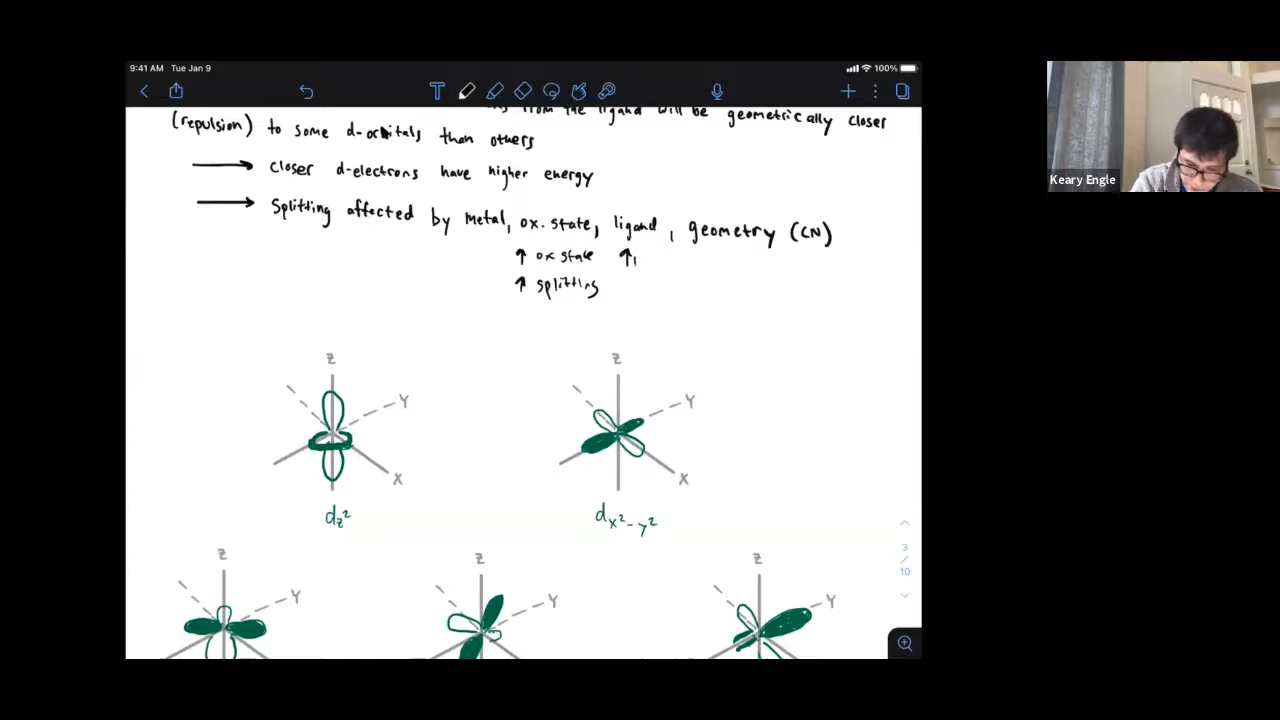 9:41 AM Tue Jan 9
100%
from the ligand will be geometrically closer
(repulsion) to some d-orbitals than others
→ closer d-electrons have higher energy
→ Splitting affected by metal, ox. state, ligand, geometry (CN)
↑ ox state ↑
↑ splitting
Z
Z
Y
Y
X
X
dz²
dx²-y²
3
/
10
Z
Z
Z
Y
Y
Y
Keary Engle